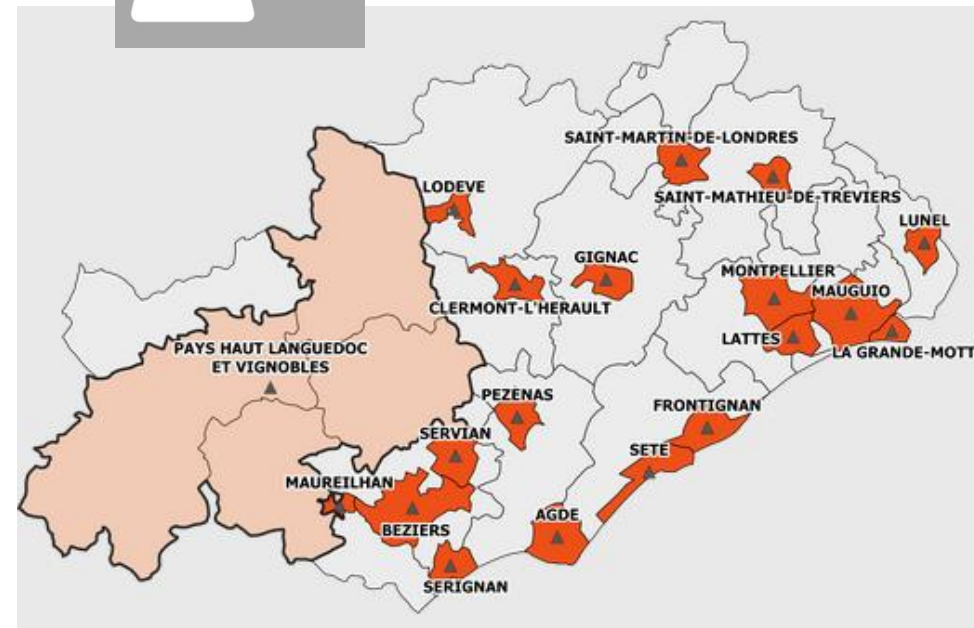 SAINT-MARTIN-DE-LONDRES
LODEVE
SAINT-MATHIEU-DE-TREVIERS
LUNEL
GIGNAC
MONTPELLIER
CLERMONT-L'HERAULT
MAUGUIO
LATTES
LA GRANDE-MOTT
PAYS HAUT LANGUEDOC
ET VIGNOBLES
PEZENAS
FRONTIGNAN
SERVIAN
SETE
MAUREILHAN
AGDE
BEZIERS
SERIGNAN